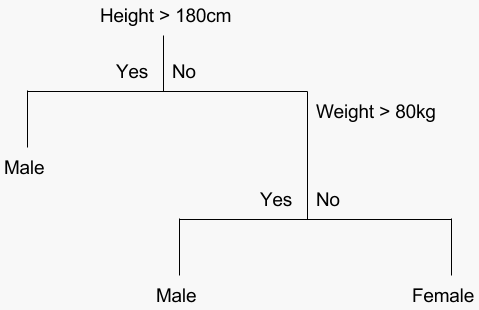 Height > 180cm
Yes No
Weight > 80kg
Male
Yes No
Male Female